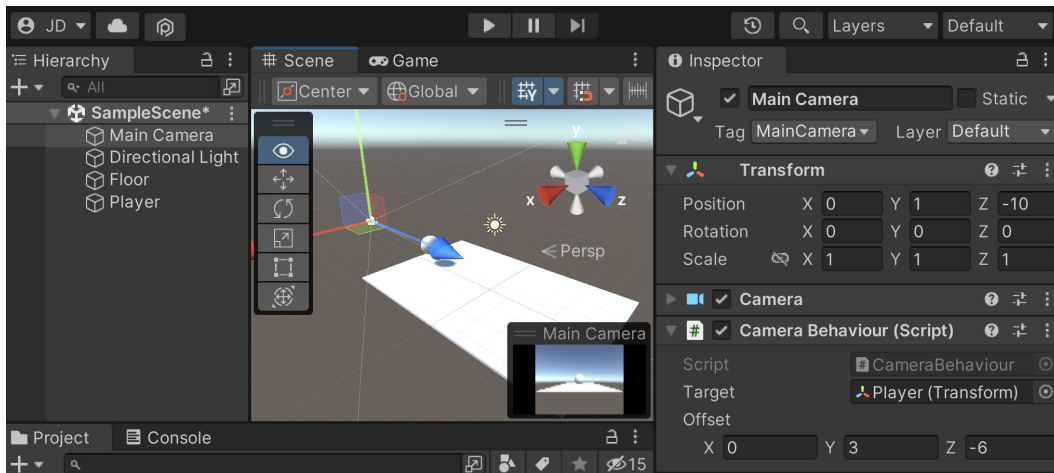 JD Layers Default
Hierarchy
All
SampleScene*
Main Camera
Directional Light
Floor
Player
Scene Game
Center Global
y
x
z
Persp
Main Camera
Project Console
15
Inspector
Main Camera Static
Tag MainCamera Layer Default
Transform
Position X 0 Y 1 Z -10
Rotation X 0 Y 0 Z 0
Scale X 1 Y 1 Z 1
Camera
# Camera Behaviour (Script)
Script # CameraBehaviour
Target Player (Transform)
Offset
X 0 Y 3 Z -6